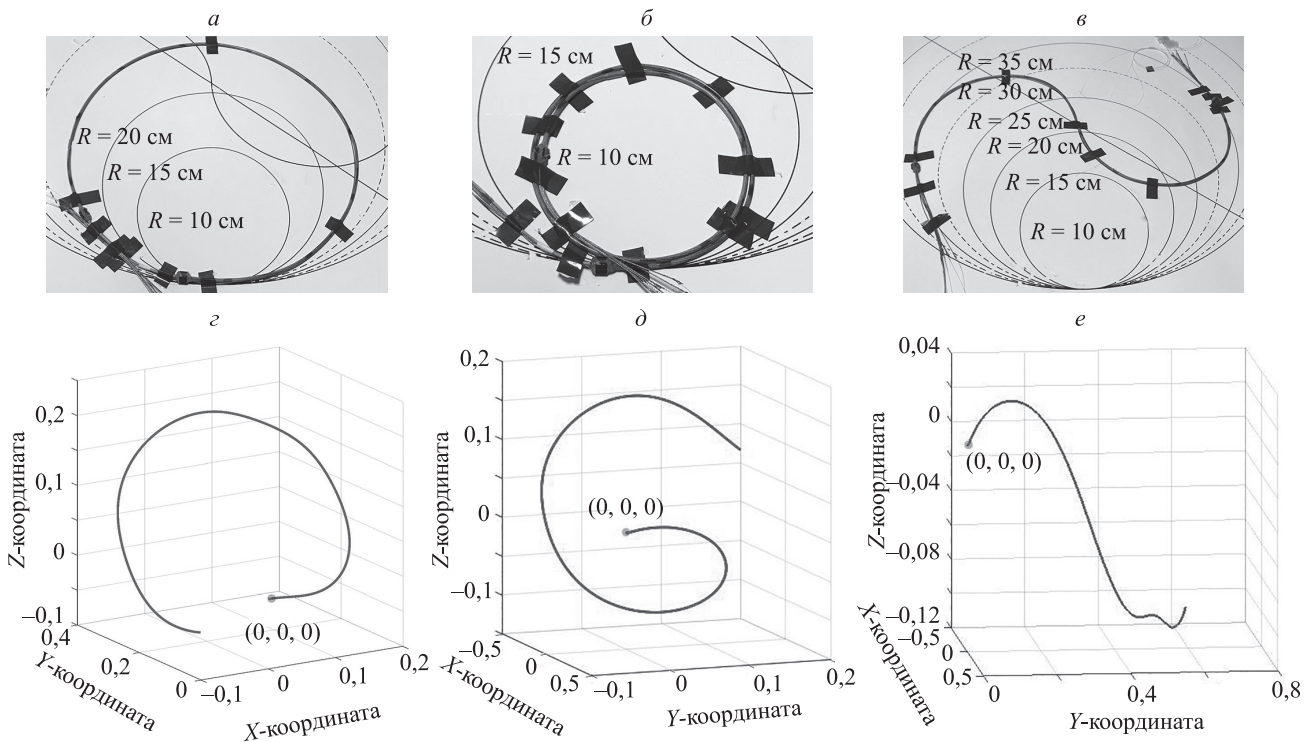 а
б
в
R = 20 см
R = 15 см
R = 10 см
R = 15 см
R = 10 см
R = 35 см
R = 30 см
R = 25 см
R = 20 см
R = 15 см
R = 10 см
г
д
е
Z-координата
0,2
0,1
0
–0,1
0,4
0,2
0
Y-координата
–0,1
0
0,1
0,2
X-координата
(0, 0, 0)
Z-координата
0,2
0,1
0
–0,1
–0,5
0
0,5
X-координата
–0,1
0
0,1
0,2
Y-координата
(0, 0, 0)
Z-координата
0,04
0
–0,04
–0,08
–0,12
–0,5
0
0,5
X-координата
0
0,4
0,8
Y-координата
(0, 0, 0)